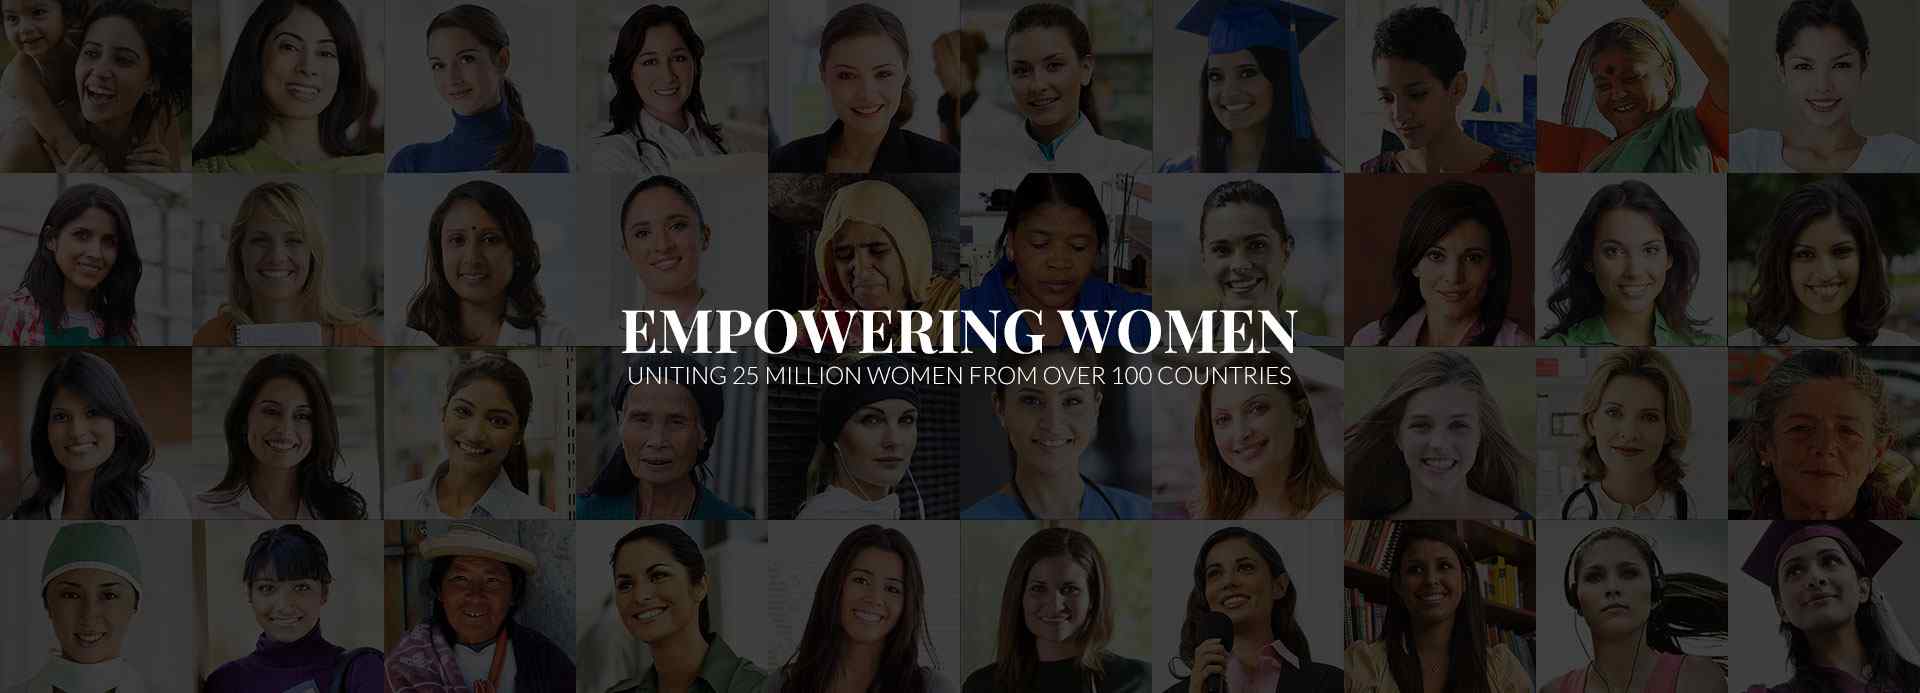 EMPOWERING WOMEN
UNITING 25 MILLION WOMEN FROM OVER 100 COUNTRIES